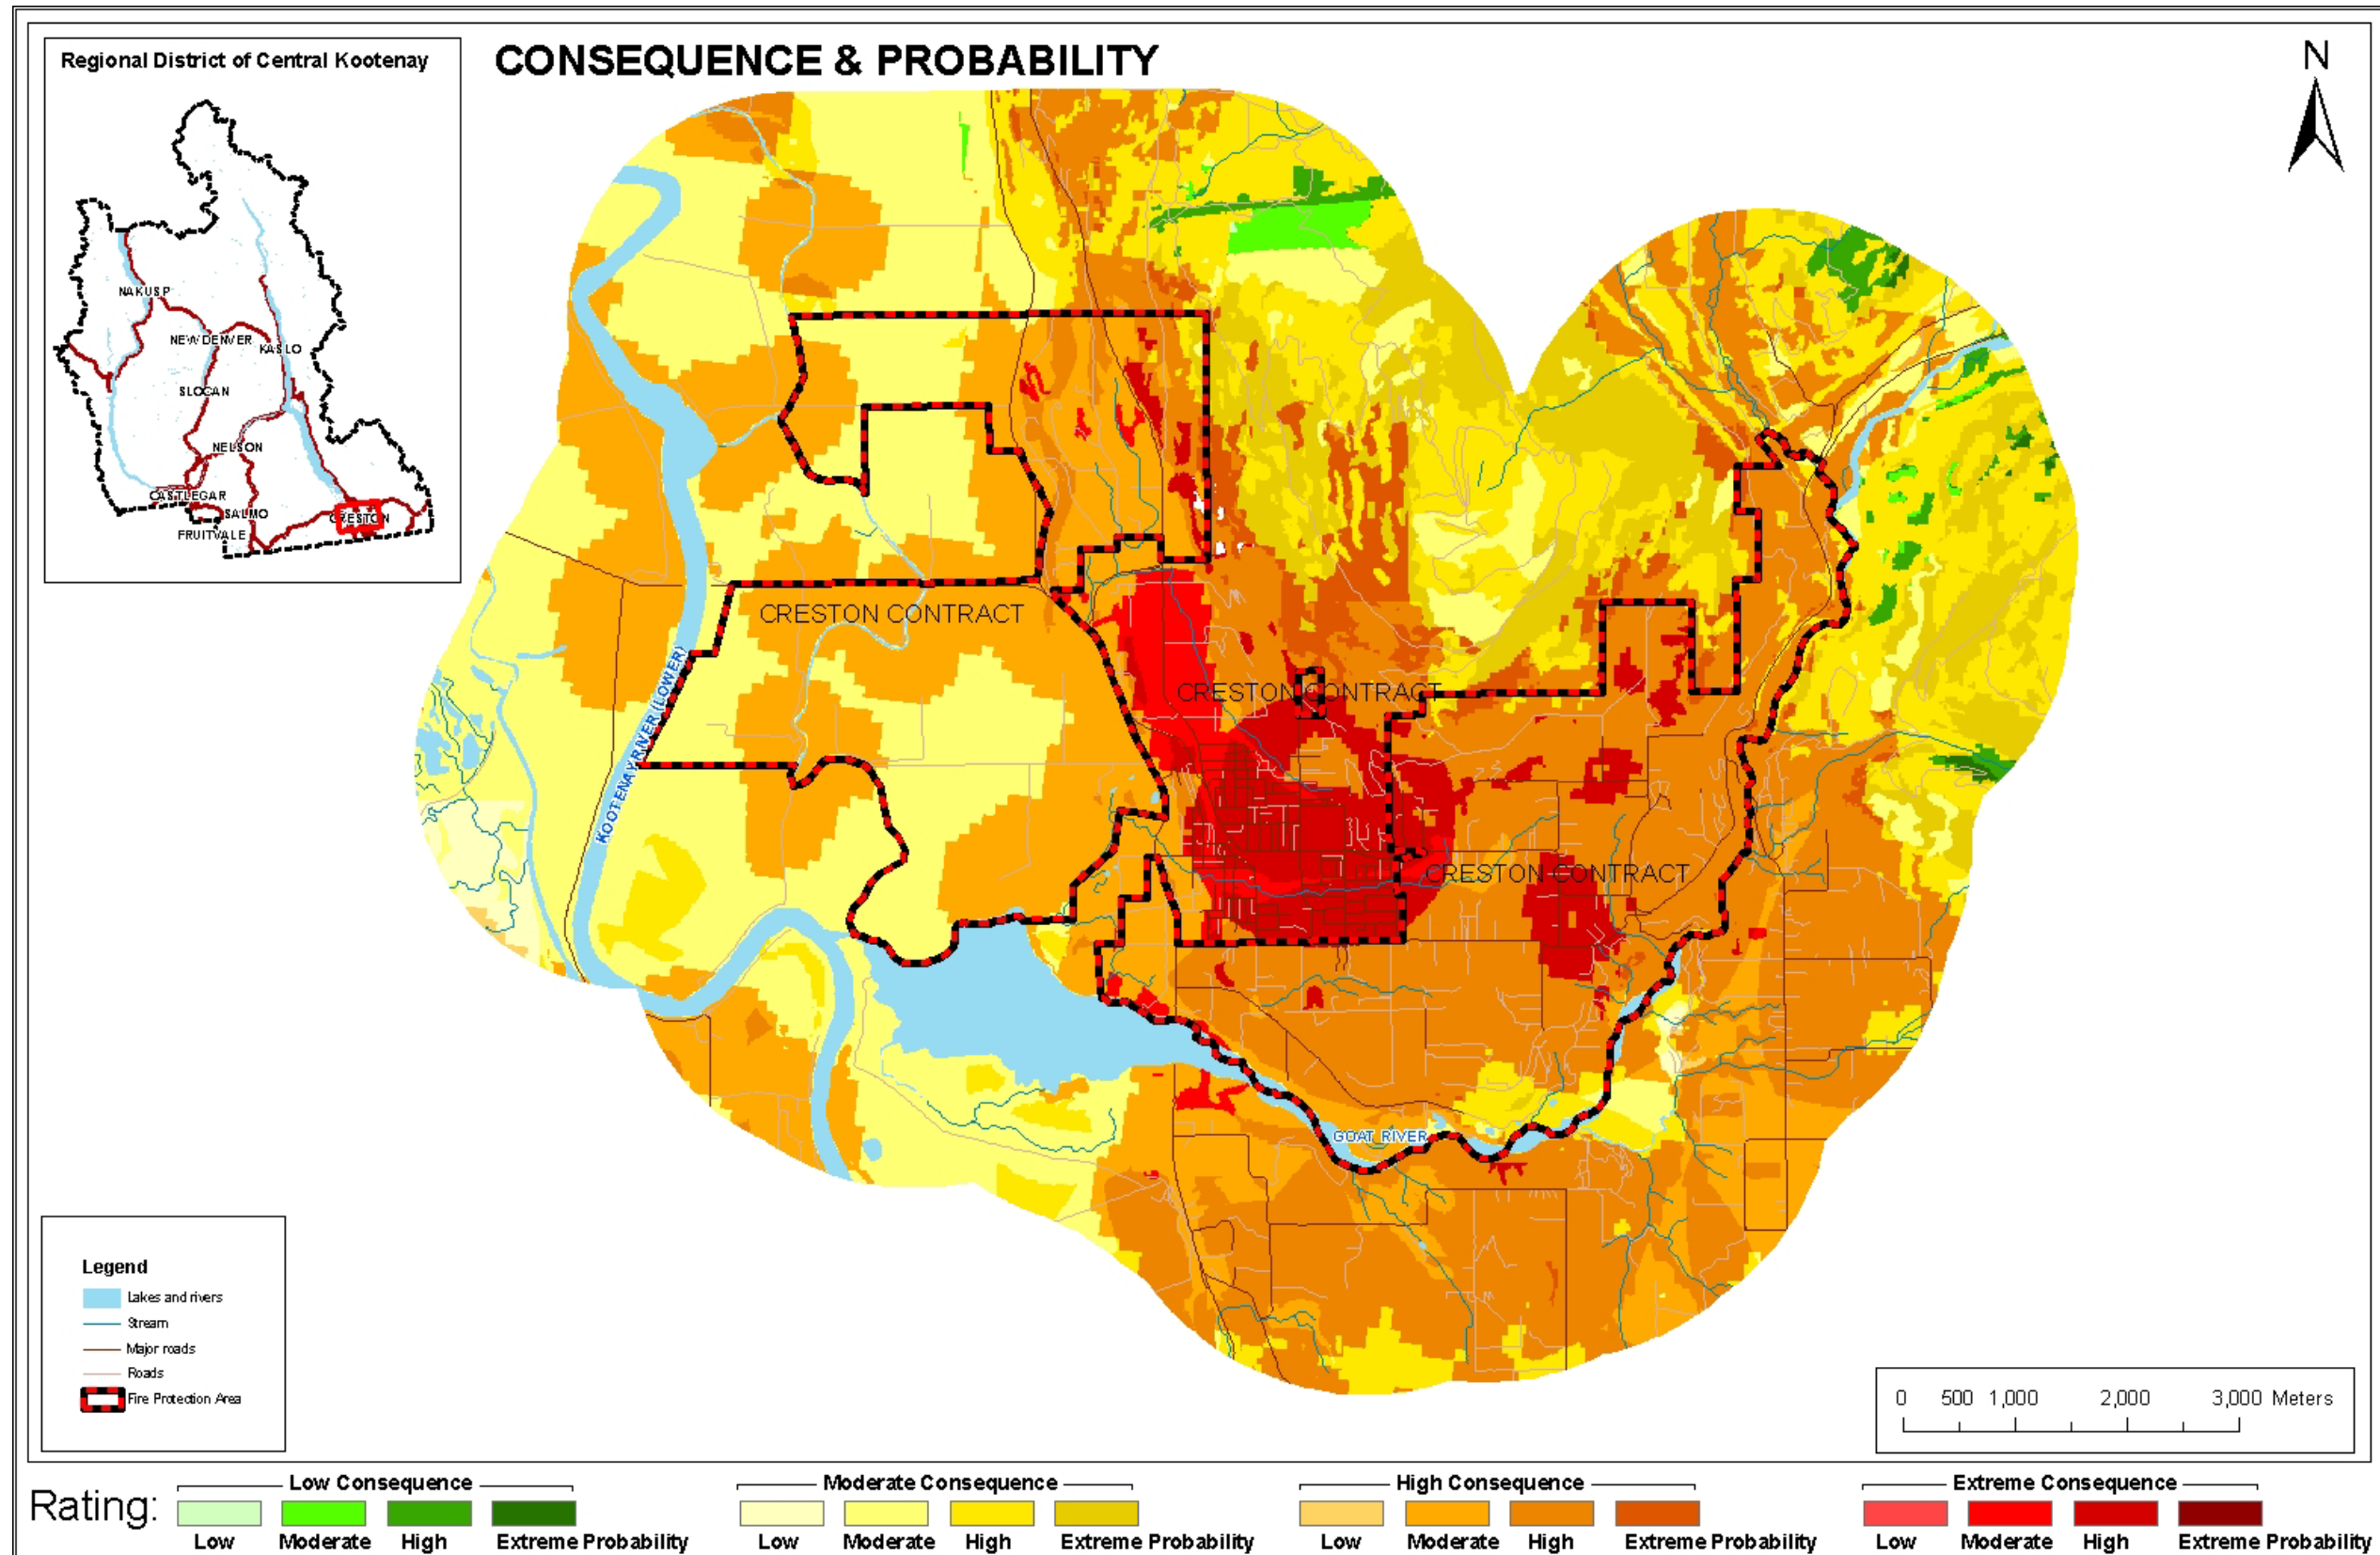 Regional District of Central Kootenay
CONSEQUENCE & PROBABILITY
N
NAKUSP
NEW DENVER
KASLO
SLOCAN
NELSON
CASTLEGAR
SALMO
CRESTON
FRUITVALE
CRESTON CONTRACT
CRESTON CONTRACT
KOOTENAY RIVER (LOWER)
CRESTON CONTRACT
GOAT RIVER
Legend
Lakes and rivers
Stream
Major roads
Roads
Fire Protection Area
0 500 1,000 2,000 3,000 Meters
Rating:
Low Consequence
Low Moderate High Extreme Probability
Moderate Consequence
Low Moderate High Extreme Probability
High Consequence
Low Moderate High Extreme Probability
Extreme Consequence
Low Moderate High Extreme Probability